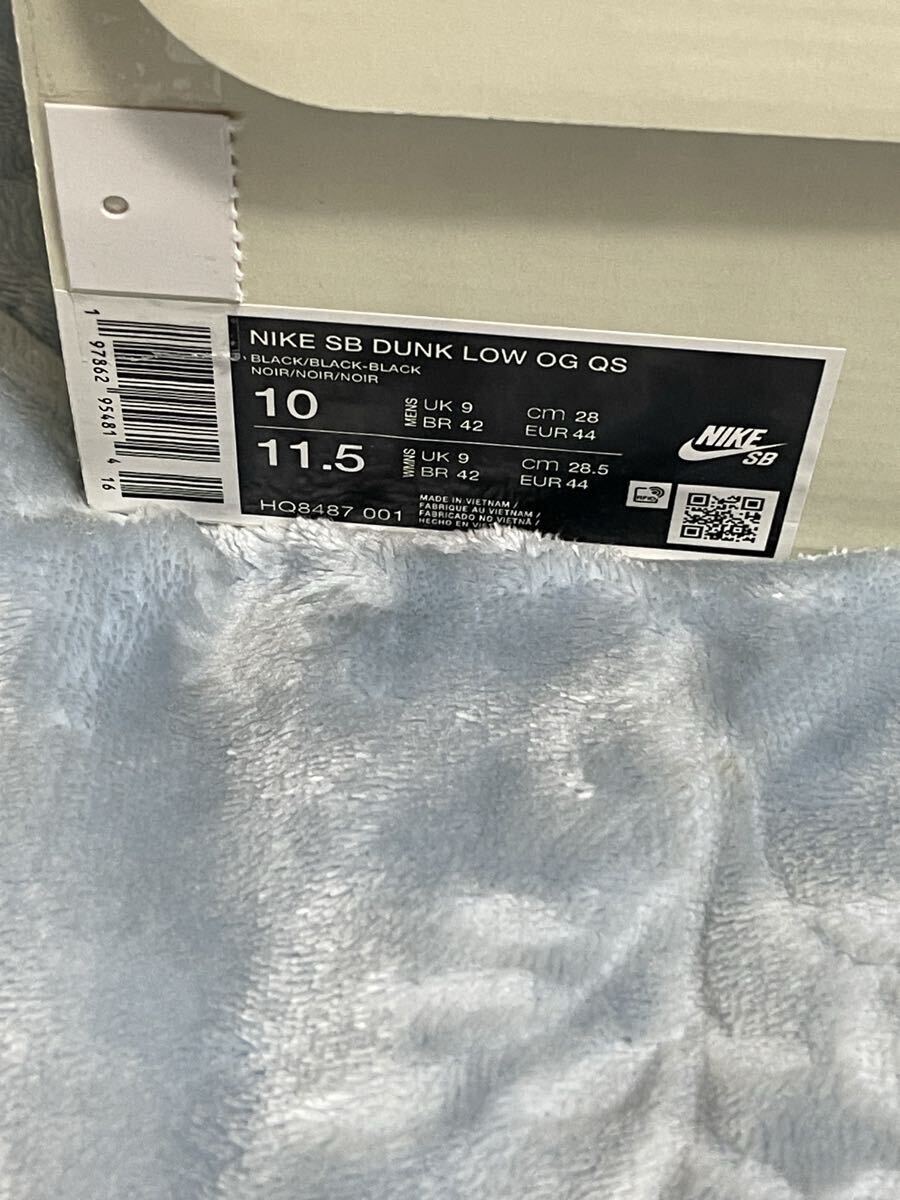 NIKE SB DUNK LOW OG QS
BLACK/BLACK-BLACK
NOIR/NOIR/NOIR
10 MENS UK 9 cm 28
BR 42 EUR 44
11.5 WMNS UK 9 cm 28.5
BR 42 EUR 44
HQ8487 001
MADE IN VIETNAM /
FABRIQUE AU VIETNAM /
FABRICADO NO VIETNÃ /
HECHO EN
RFID
NIKE
SB
1 97862 95481 4 16